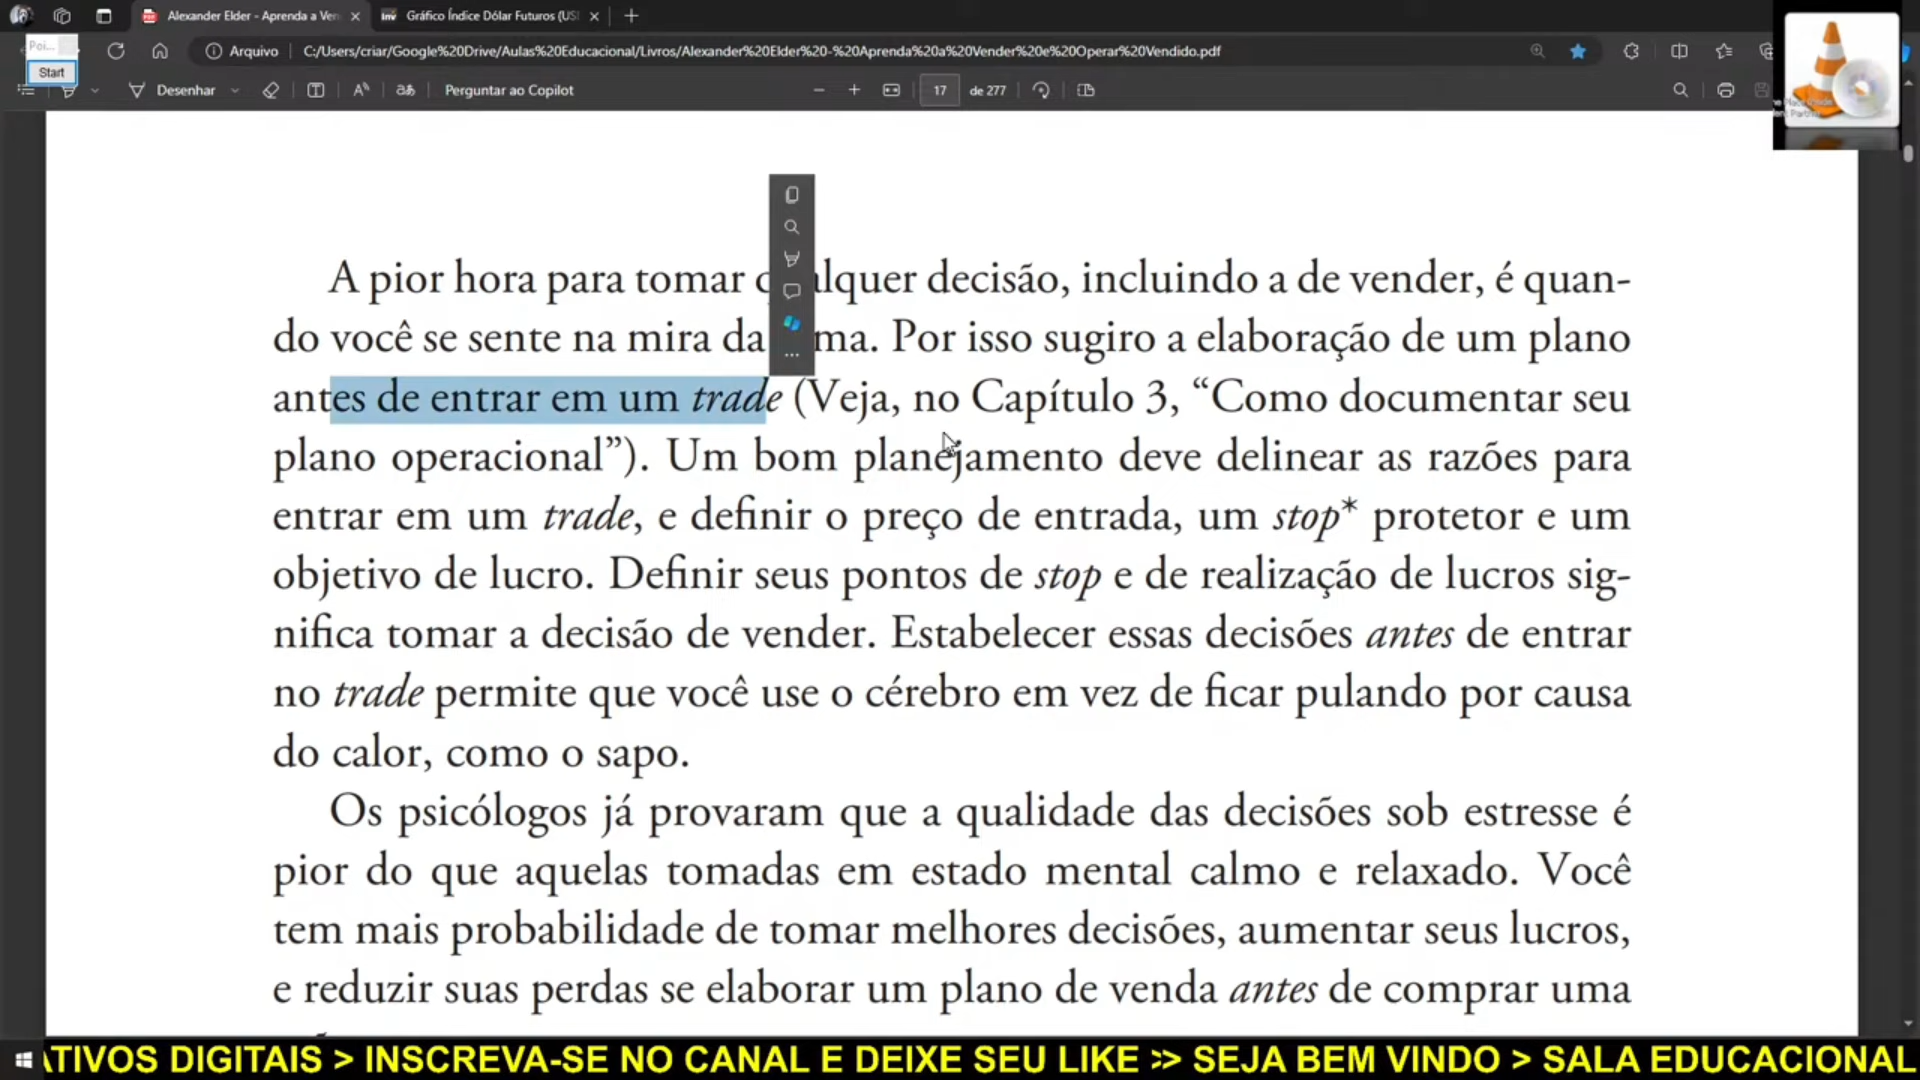 Alexander Elder - Aprenda a Ven
Gráfico Índice Dólar Futuros (US
Poi...
Start
Arquivo
C:/Users/criar/Google%20Drive/Aulas%20Educacional/Livros/Alexander%20Elder%20-%20Aprenda%20a%20Vender%20e%20Operar%20Vendido.pdf
Desenhar
Perguntar ao Copilot
17
de 277
A pior hora para tomar alquer decisão, incluindo a de vender, é quan-
do você se sente na mira da ma. Por isso sugiro a elaboração de um plano
antes de entrar em um trade (Veja, no Capítulo 3, “Como documentar seu
plano operacional”). Um bom planejamento deve delinear as razões para
entrar em um trade, e definir o preço de entrada, um stop* protetor e um
objetivo de lucro. Definir seus pontos de stop e de realização de lucros sig-
nifica tomar a decisão de vender. Estabelecer essas decisões antes de entrar
no trade permite que você use o cérebro em vez de ficar pulando por causa
do calor, como o sapo.
Os psicólogos já provaram que a qualidade das decisões sob estresse é
pior do que aquelas tomadas em estado mental calmo e relaxado. Você
tem mais probabilidade de tomar melhores decisões, aumentar seus lucros,
e reduzir suas perdas se elaborar um plano de venda antes de comprar uma
ATIVOS DIGITAIS > INSCREVA-SE NO CANAL E DEIXE SEU LIKE >> SEJA BEM VINDO > SALA EDUCACIONAL